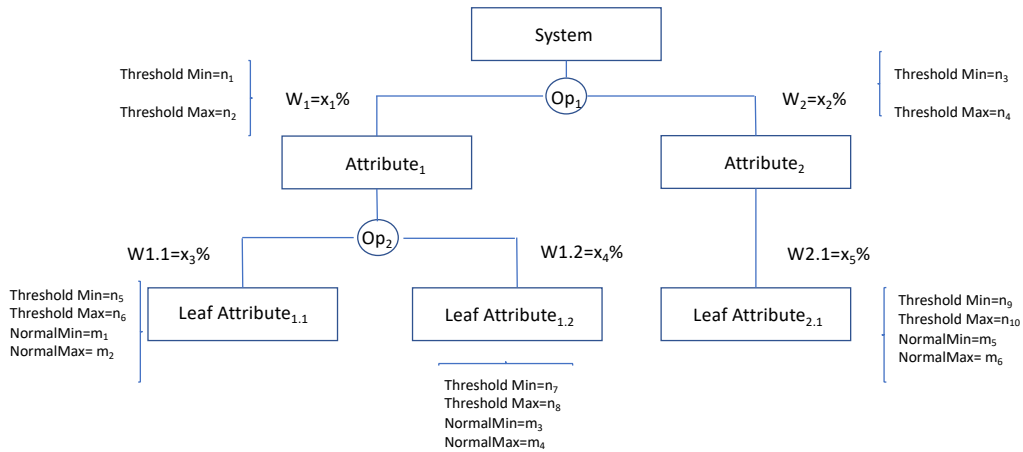 System
Threshold Min=n₁
Threshold Max=n₂
W₁=x₁%
Op₁
W₂=x₂%
Threshold Min=n₃
Threshold Max=n₄
Attribute₁
Attribute₂
Op₂
W1.1=x₃%
W1.2=x₄%
W2.1=x₅%
Threshold Min=n₅
Threshold Max=n₆
NormalMin=m₁
NormalMax= m₂
Leaf Attribute₁.₁
Leaf Attribute₁.₂
Leaf Attribute₂.₁
Threshold Min=n₉
Threshold Max=n₁₀
NormalMin=m₅
NormalMax= m₆
Threshold Min=n₇
Threshold Max=n₈
NormalMin=m₃
NormalMax=m₄